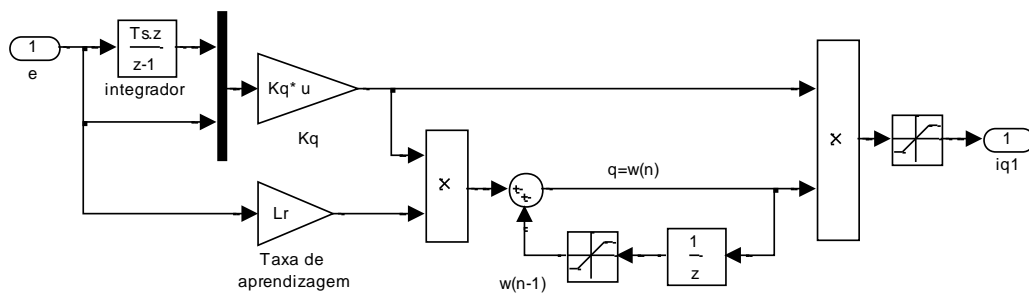 1
e
Ts.z
z-1
integrador
Kq* u
Kq
Lr
Taxa de
aprendizagem
x
+
+
q=w(n)
1
z
w(n-1)
x
1
iq1